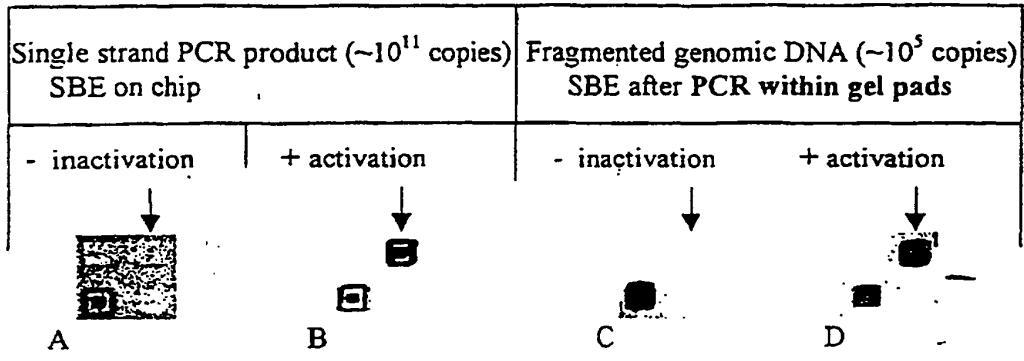 Single strand PCR product (~10¹¹ copies)
SBE on chip
Fragmented genomic DNA (~10⁵ copies)
SBE after PCR within gel pads
- inactivation
+ activation
- inactivation
+ activation
A
B
C
D